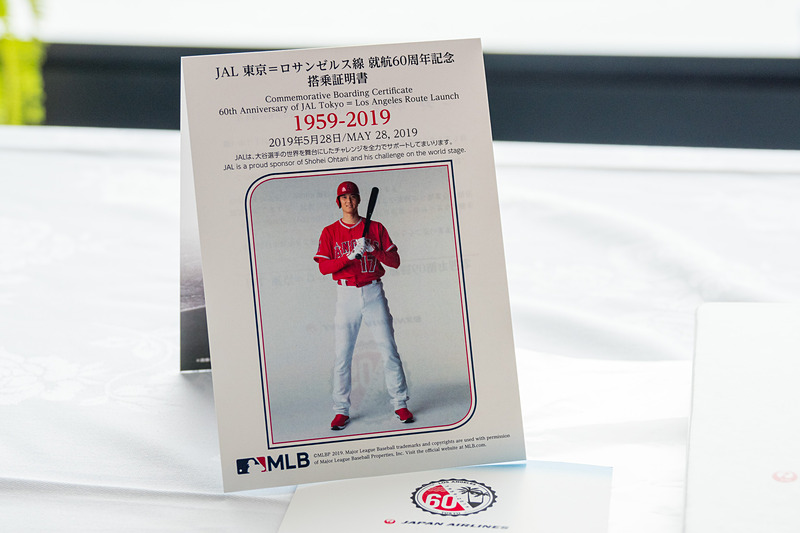 JAL 東京＝ロサンゼルス線 就航60周年記念
搭乗証明書
Commemorative Boarding Certificate
60th Anniversary of JAL Tokyo = Los Angeles Route Launch
1959-2019
2019年5月28日/MAY 28, 2019
JALは、大谷選手の世界を舞台にしたチャレンジを全力でサポートしてまいります。
JAL is a proud sponsor of Shohei Ohtani and his challenge on the world stage.
ANGELS
17
MLB
©MLBP 2019. Major League Baseball trademarks and copyrights are used with permission
of Major League Baseball Properties, Inc. Visit the official website at MLB.com.
60
JAPAN AIRLINES